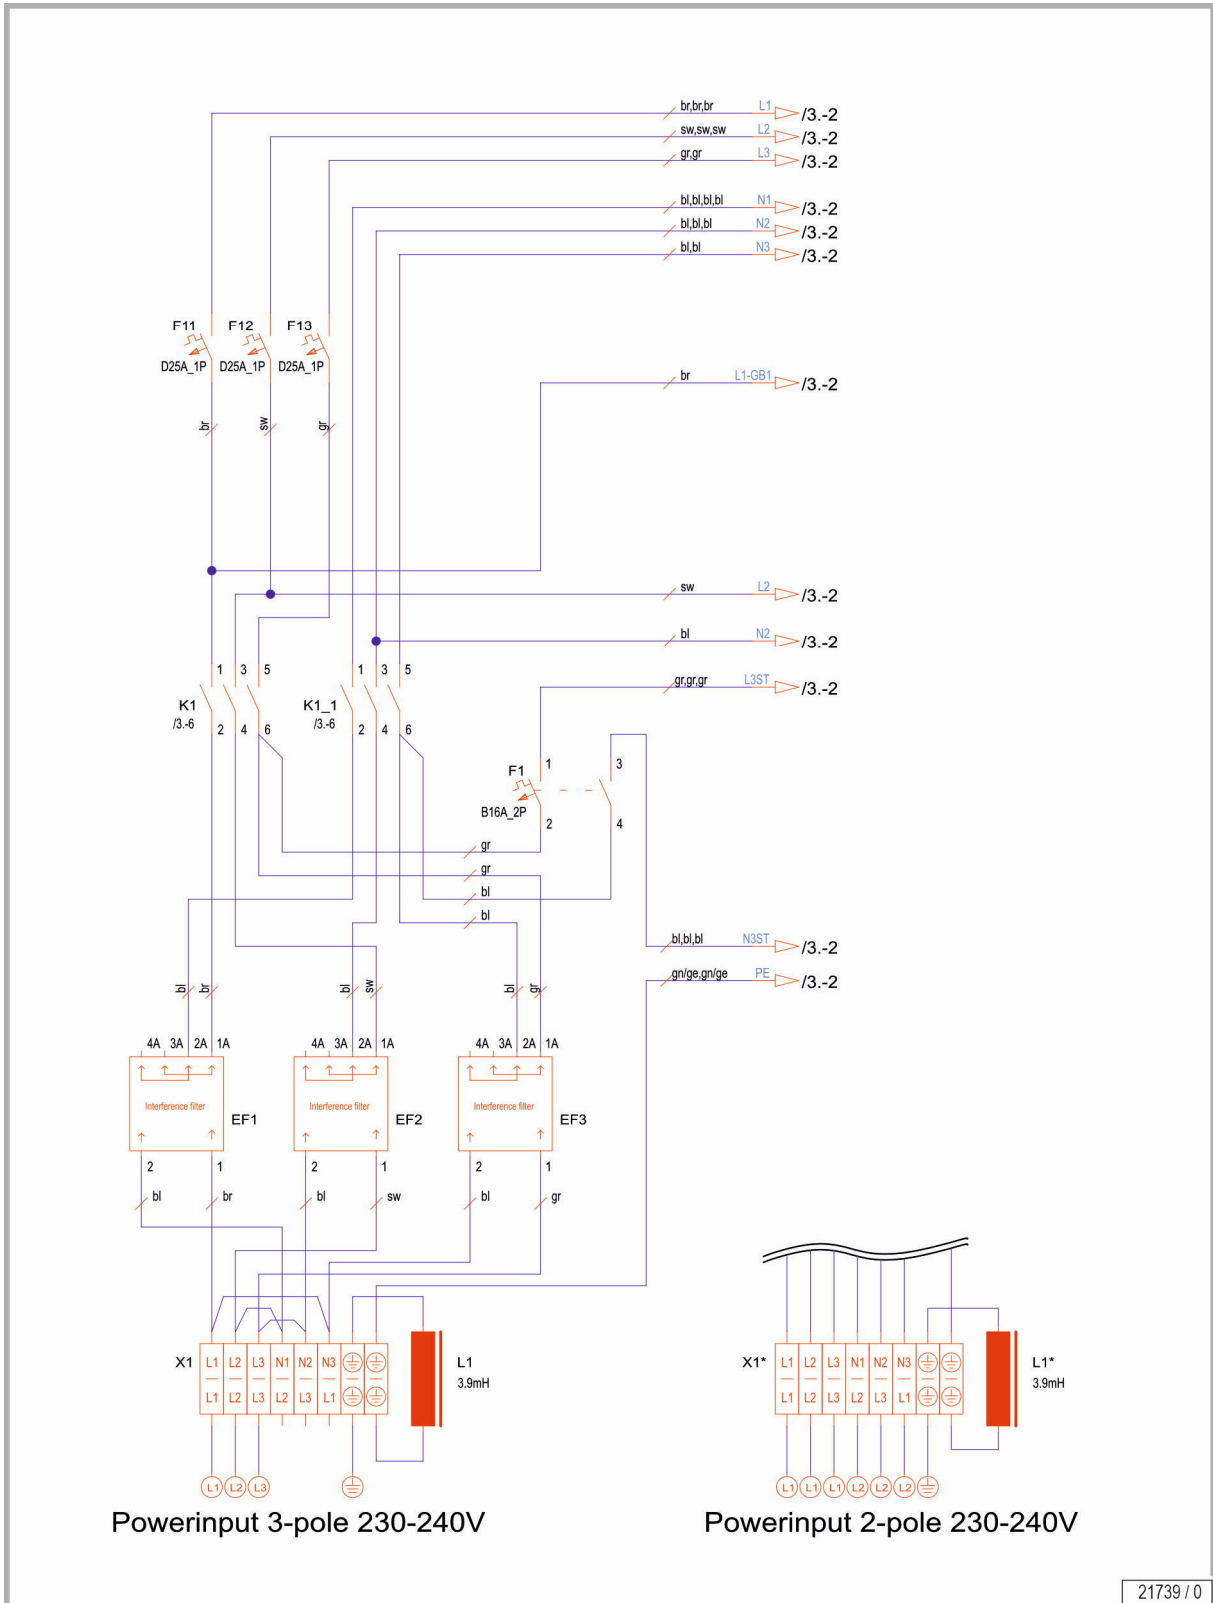 br,br,br L1 /3.-2
sw,sw,sw L2 /3.-2
gr,gr L3 /3.-2
bl,bl,bl,bl N1 /3.-2
bl,bl,bl N2 /3.-2
bl,bl N3 /3.-2
F11 F12 F13
D25A_1P D25A_1P D25A_1P
br L1-GB1 /3.-2
br sw gr
sw L2 /3.-2
bl N2 /3.-2
1 3 5 1 3 5
gr,gr,gr L3ST /3.-2
K1 K1_1
/3.-6 2 4 6 /3.-6 2 4 6
1 3
F1
B16A_2P
2 4
gr
gr
bl
bl
bl,bl,bl N3ST /3.-2
gn/ge,gn/ge PE /3.-2
bl br bl sw bl gr
4A 3A 2A 1A 4A 3A 2A 1A 4A 3A 2A 1A
Interference filter Interference filter Interference filter
EF1 EF2 EF3
2 1 2 1 2 1
bl br bl sw bl gr
X1 L1 L2 L3 N1 N2 N3 L1
3.9mH
L1 L2 L3 L2 L3 L1
L1 L2 L3
Powerinput 3-pole 230-240V
X1* L1 L2 L3 N1 N2 N3 L1*
3.9mH
L1 L2 L3 L2 L3 L1
L1 L1 L1 L2 L2 L2
Powerinput 2-pole 230-240V
21739 / 0